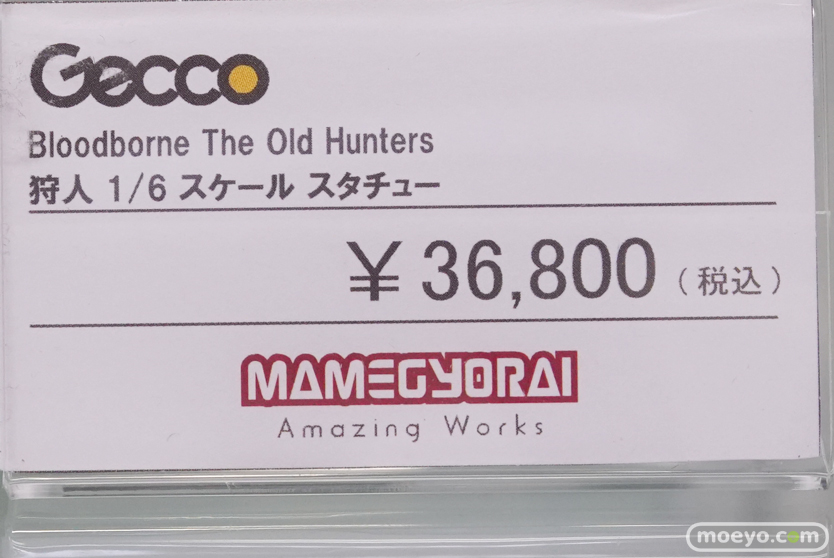 Gecco
Bloodborne The Old Hunters
狩人 1/6 スケール スタチュー
￥36,800（税込）
MAMEGYORAI
Amazing Works
moeyo.com